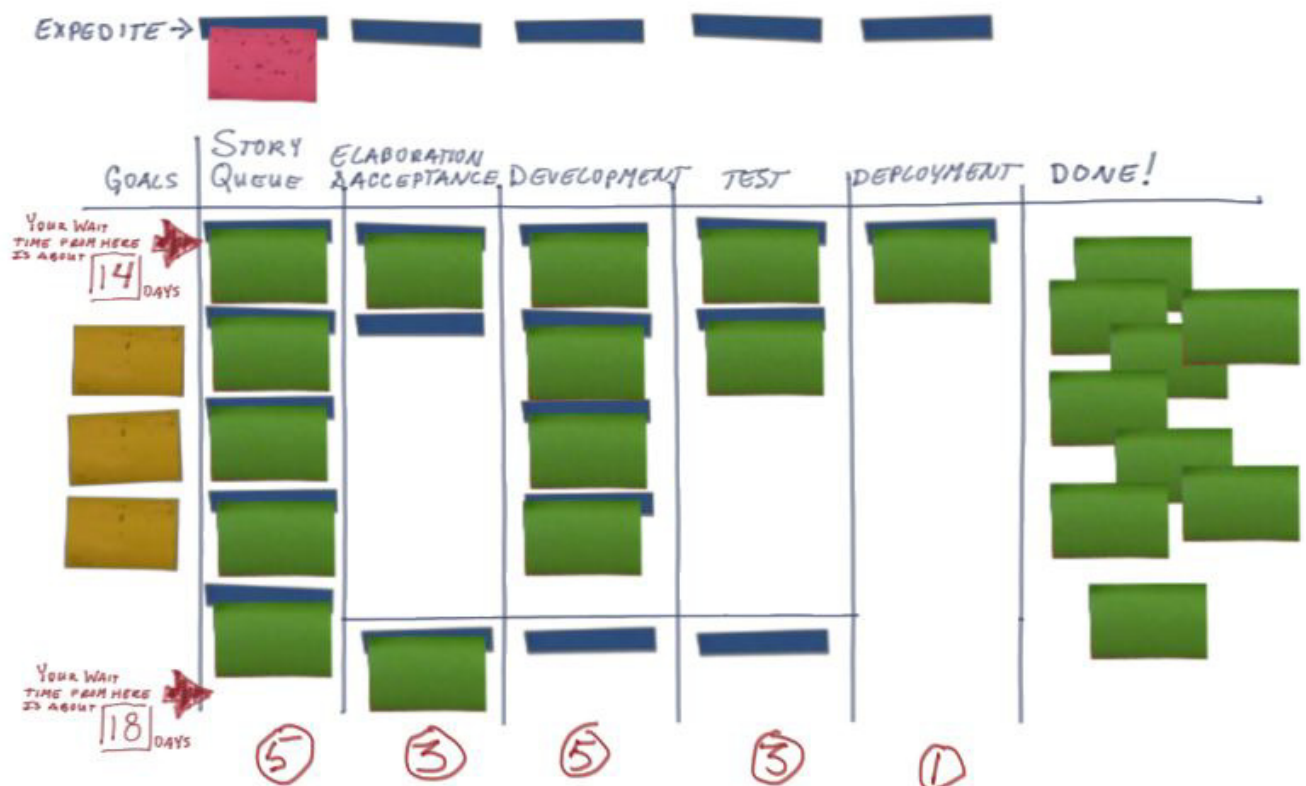 EXPEDITE →
GOALS
STORY
QUEUE
ELABORATION
& ACCEPTANCE
DEVELOPMENT
TEST
DEPLOYMENT
DONE!
YOUR WAIT
TIME FROM HERE
IS ABOUT
14
DAYS
YOUR WAIT
TIME FROM HERE
IS ABOUT
18
DAYS
5
3
5
3
1